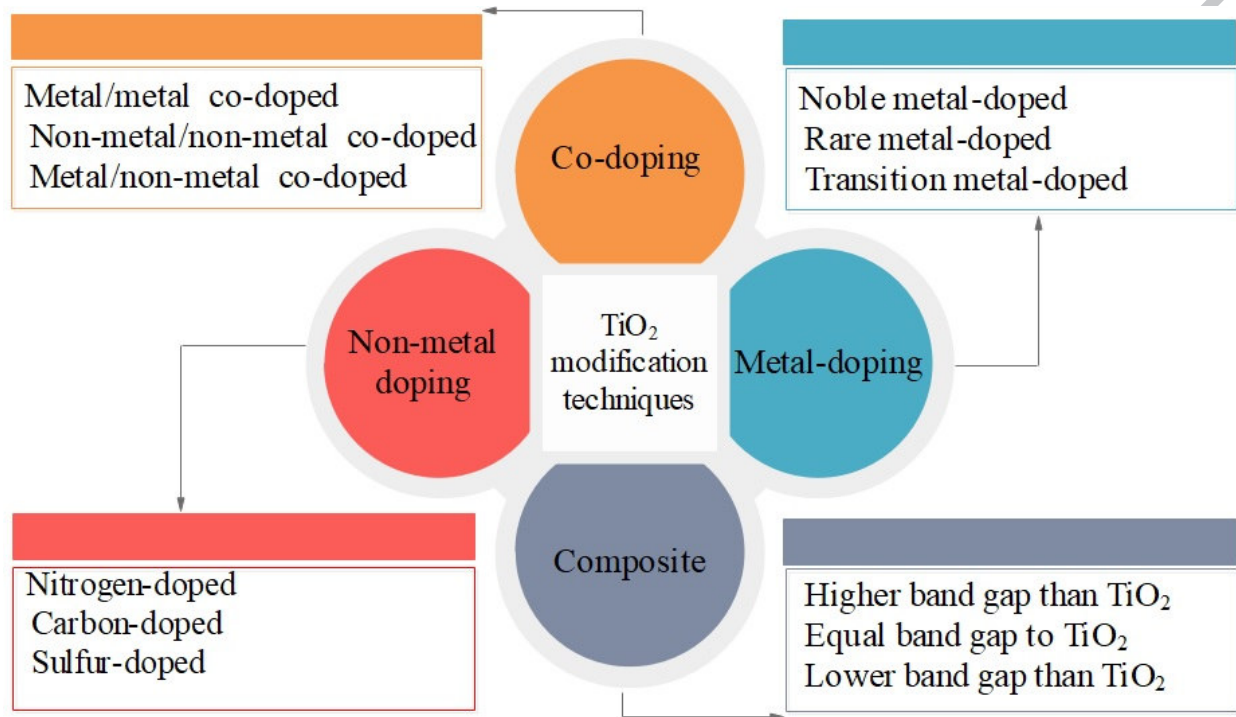 Metal/metal co-doped
Non-metal/non-metal co-doped
Metal/non-metal co-doped
Co-doping
Noble metal-doped
Rare metal-doped
Transition metal-doped
Non-metal
doping
TiO₂
modification
techniques
Metal-doping
Composite
Nitrogen-doped
Carbon-doped
Sulfur-doped
Higher band gap than TiO₂
Equal band gap to TiO₂
Lower band gap than TiO₂